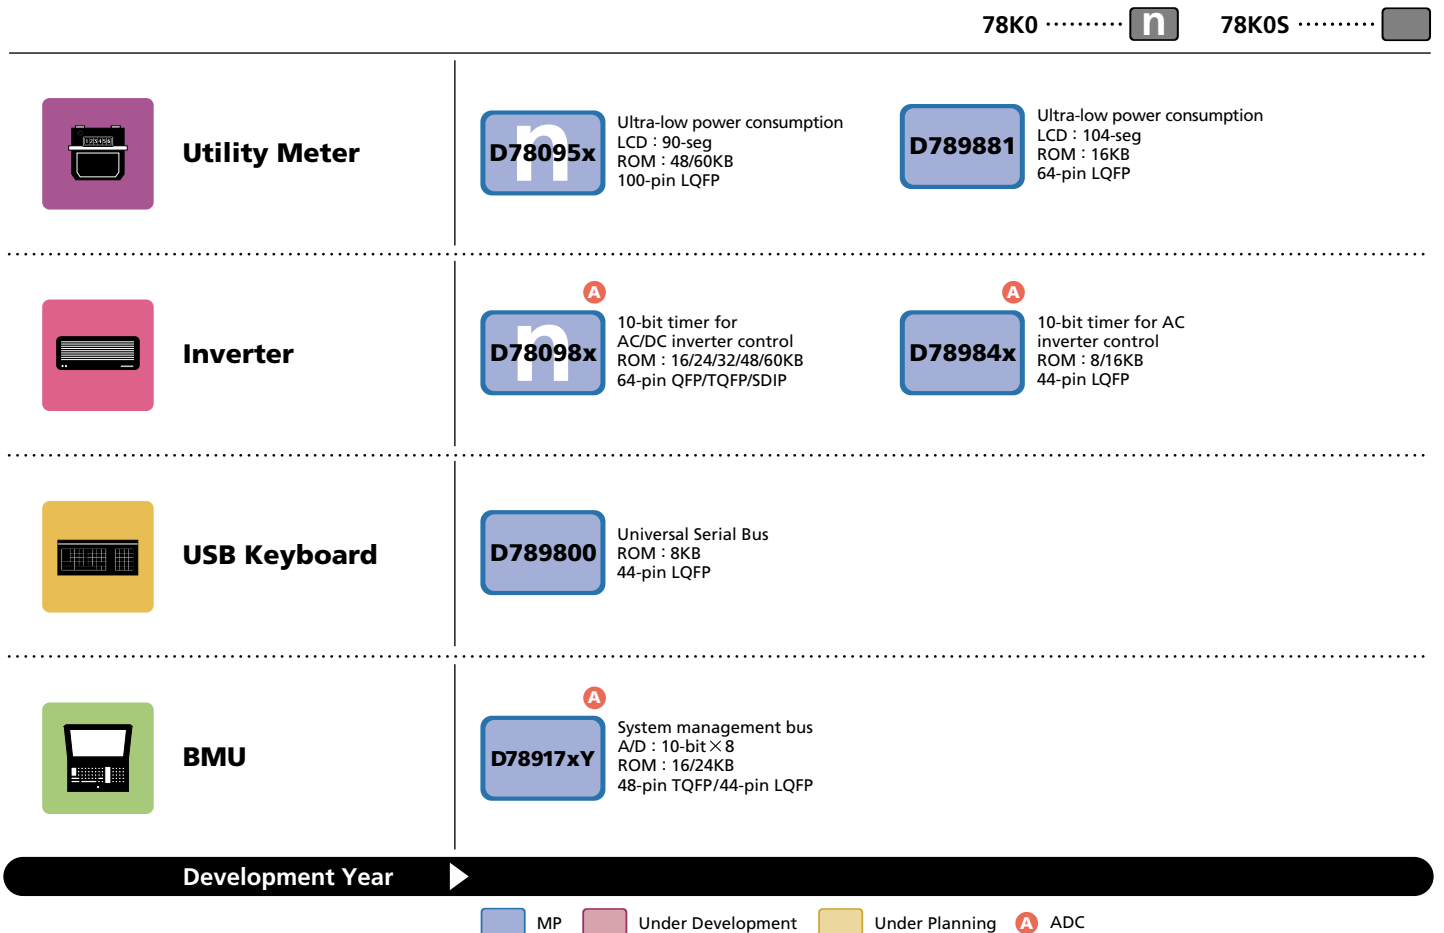 78K0 ·········· n 78K0S ··········
Utility Meter
D78095x
Ultra-low power consumption
LCD : 90-seg
ROM : 48/60KB
100-pin LQFP
D789881
Ultra-low power consumption
LCD : 104-seg
ROM : 16KB
64-pin LQFP
Inverter
A
D78098x
10-bit timer for
AC/DC inverter control
ROM : 16/24/32/48/60KB
64-pin QFP/TQFP/SDIP
A
D78984x
10-bit timer for AC
inverter control
ROM : 8/16KB
44-pin LQFP
USB Keyboard
D789800
Universal Serial Bus
ROM : 8KB
44-pin LQFP
BMU
A
D78917xY
System management bus
A/D : 10-bit×8
ROM : 16/24KB
48-pin TQFP/44-pin LQFP
Development Year
MP Under Development Under Planning A ADC